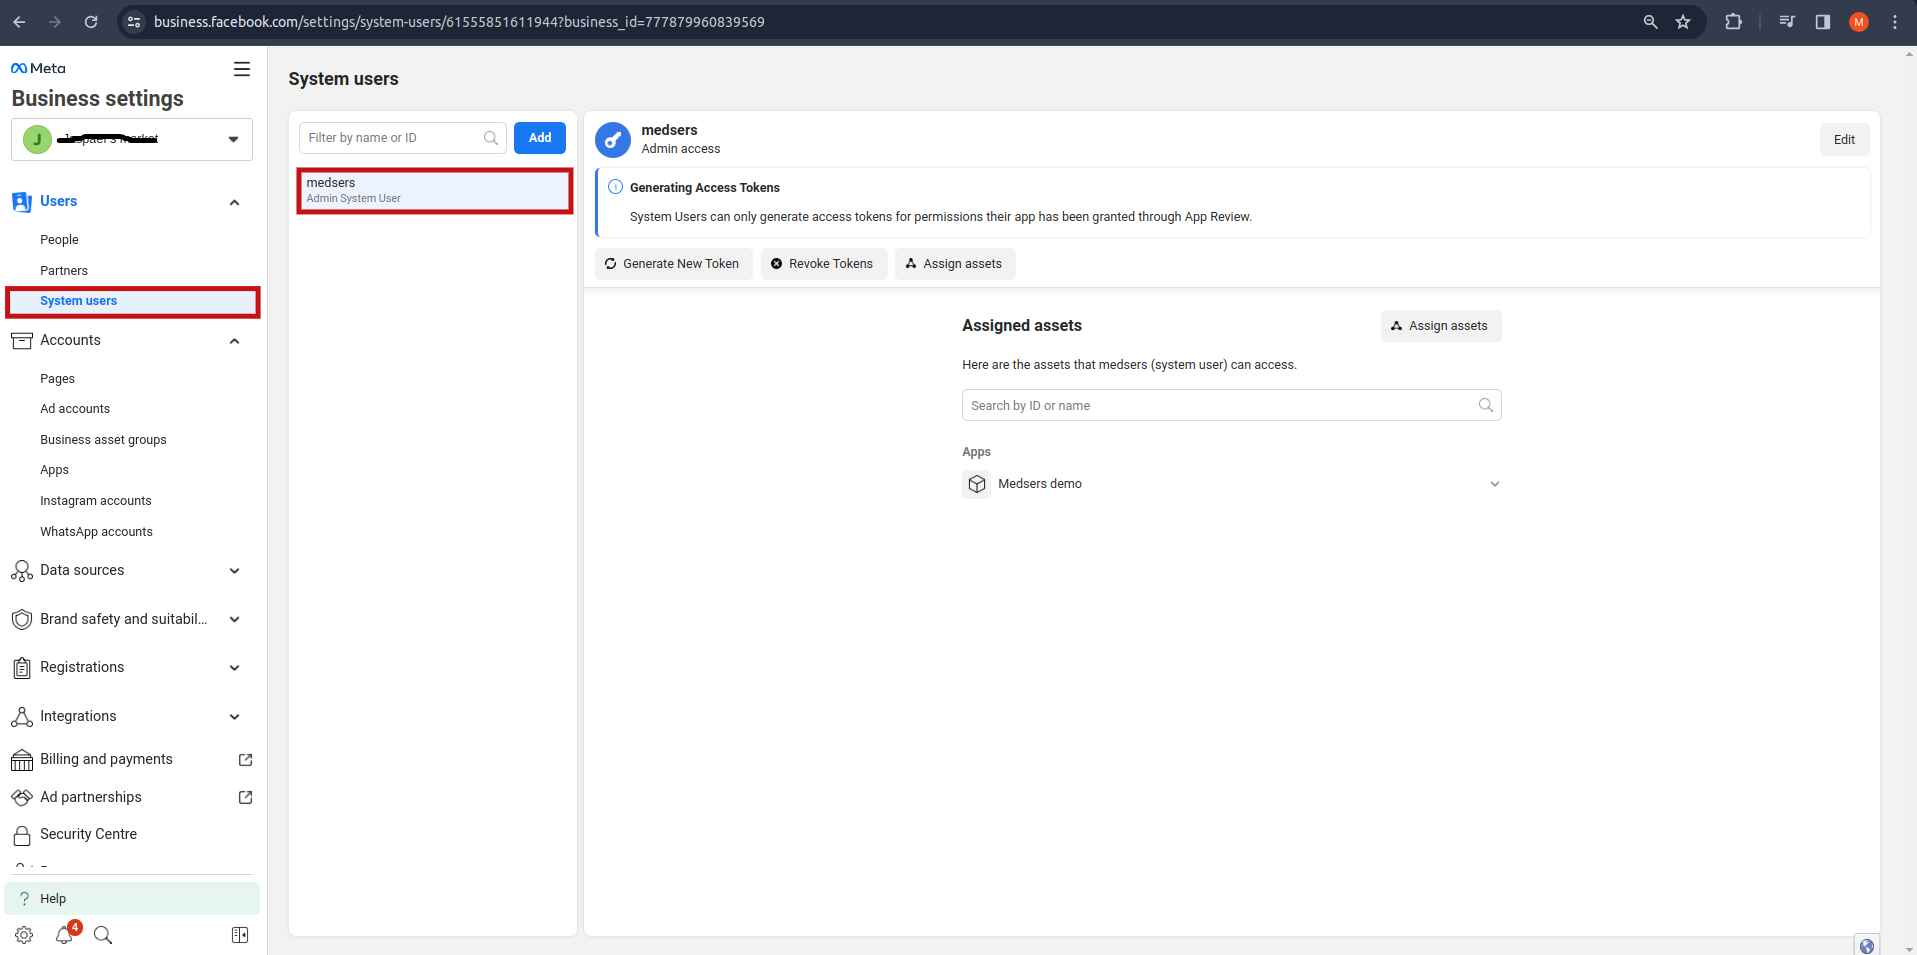 business.facebook.com/settings/system-users/61555851611944?business_id=777879960839569
M
Meta
Business settings
J
Users
People
Partners
System users
Accounts
Pages
Ad accounts
Business asset groups
Apps
Instagram accounts
WhatsApp accounts
Data sources
Brand safety and suitabil...
Registrations
Integrations
Billing and payments
Ad partnerships
Security Centre
? Help
4
System users
Filter by name or ID
Add
medsers
Admin System User
medsers
Admin access
Edit
Generating Access Tokens
System Users can only generate access tokens for permissions their app has been granted through App Review.
Generate New Token
Revoke Tokens
Assign assets
Assigned assets
Assign assets
Here are the assets that medsers (system user) can access.
Search by ID or name
Apps
Medsers demo